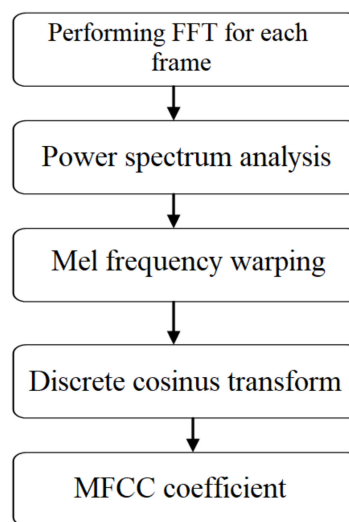 Performing FFT for each
frame
Power spectrum analysis
Mel frequency warping
Discrete cosinus transform
MFCC coefficient